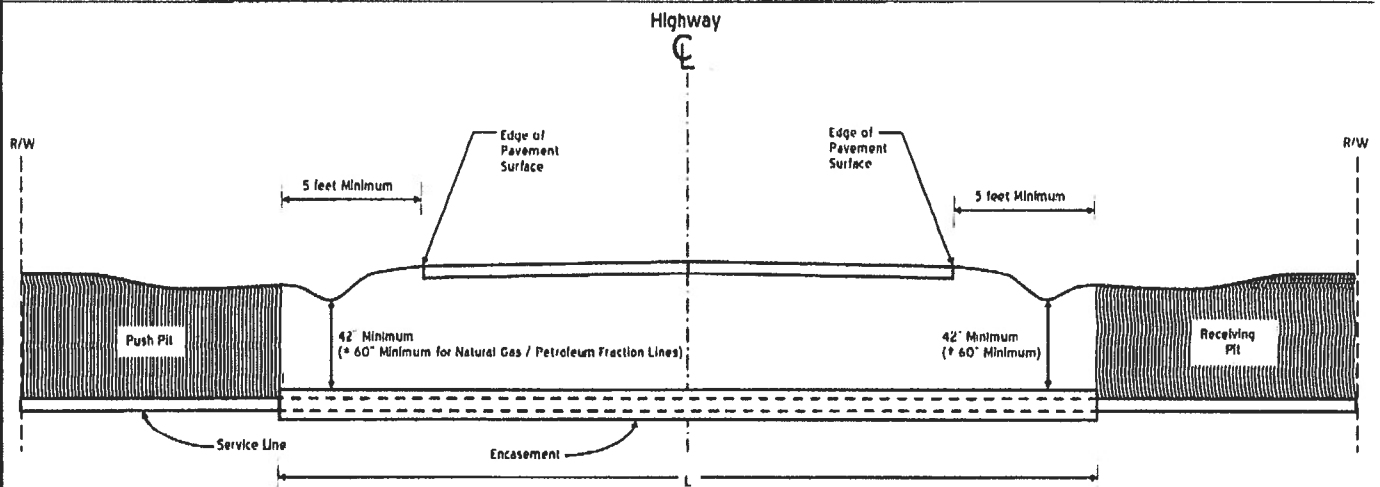 Highway
CL
R/W
Edge of
Pavement
Surface
Edge of
Pavement
Surface
R/W
5 feet Minimum
5 feet Minimum
Push Pit
42" Minimum
(* 60" Minimum for Natural Gas / Petroleum Fraction Lines)
42" Minimum
(* 60" Minimum)
Receiving
Pit
Service Line
Encasement
L